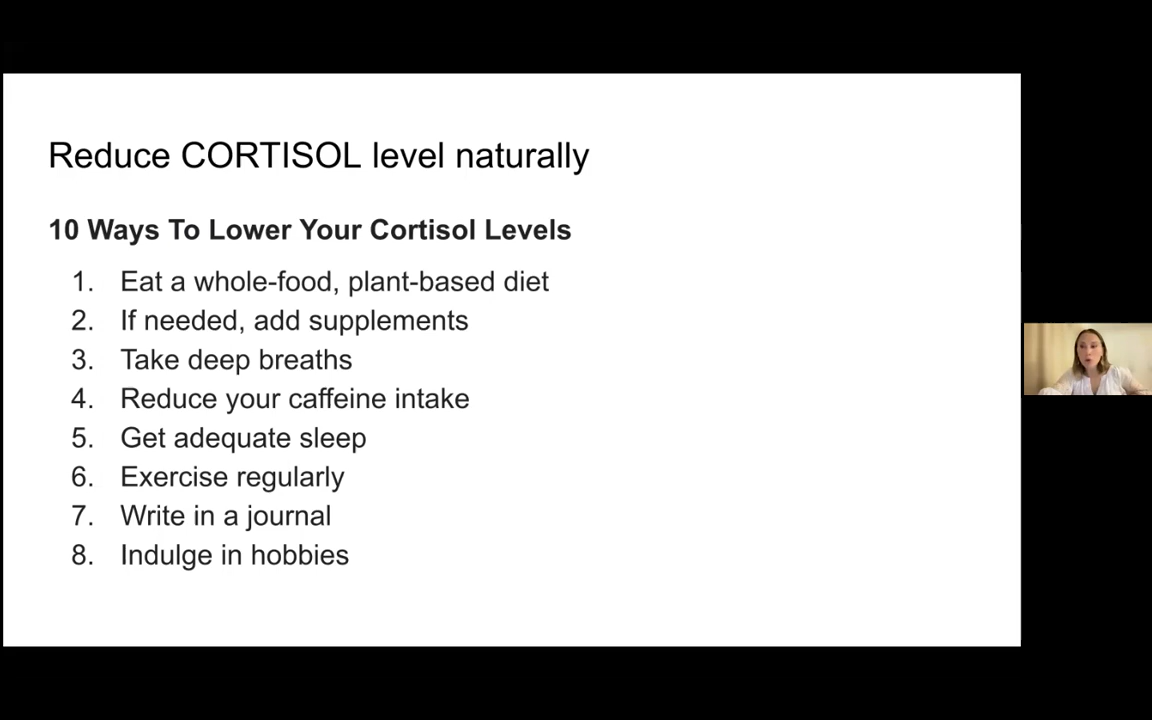 Reduce CORTISOL level naturally
10 Ways To Lower Your Cortisol Levels
1. Eat a whole-food, plant-based diet
2. If needed, add supplements
3. Take deep breaths
4. Reduce your caffeine intake
5. Get adequate sleep
6. Exercise regularly
7. Write in a journal
8. Indulge in hobbies